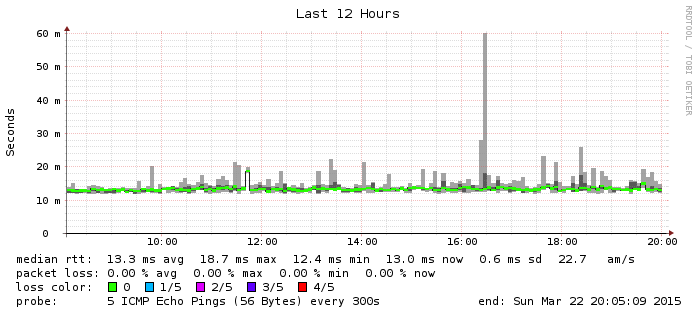 Last 12 Hours
RRDTOOL / TOBI OETIKER
Seconds
60 m
50 m
40 m
30 m
20 m
10 m
0
10:00 12:00 14:00 16:00 18:00 20:00
median rtt: 13.3 ms avg 18.7 ms max 12.4 ms min 13.0 ms now 0.6 ms sd 22.7 am/s
packet loss: 0.00 % avg 0.00 % max 0.00 % min 0.00 % now
loss color: 0 1/5 2/5 3/5 4/5
probe: 5 ICMP Echo Pings (56 Bytes) every 300s end: Sun Mar 22 20:05:09 2015